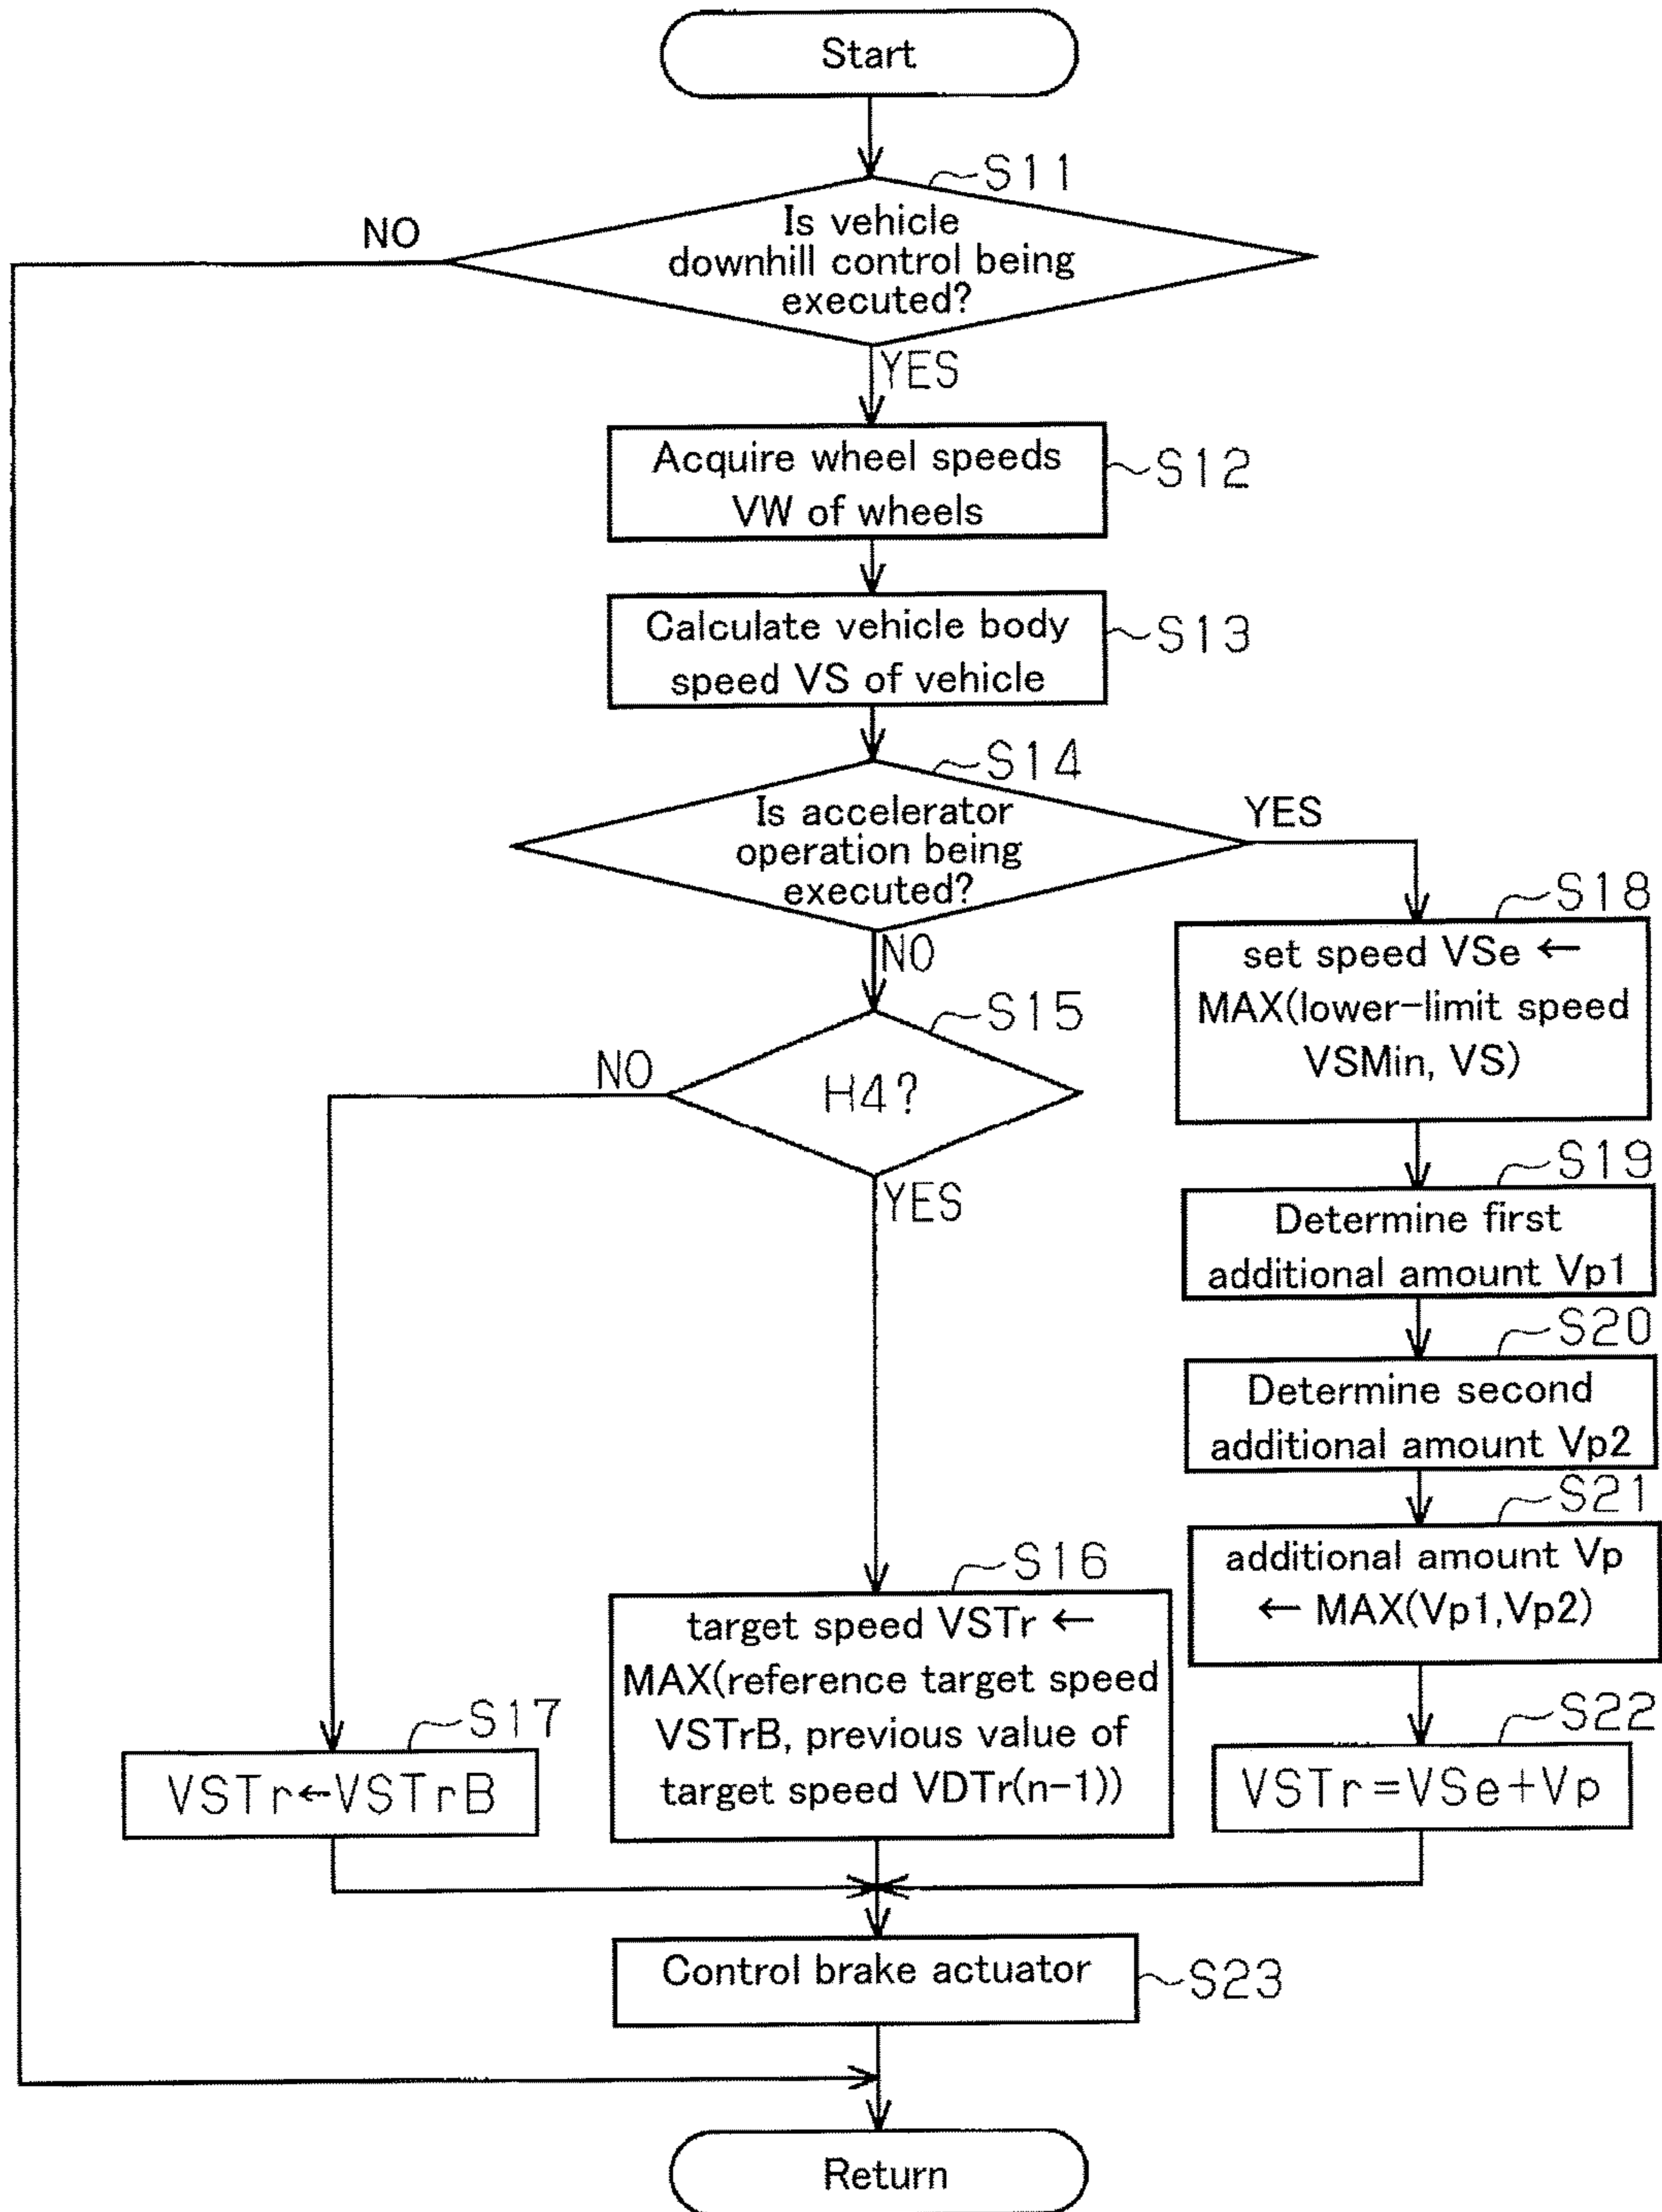 Start
S11
Is vehicle
downhill control being
executed?
NO
YES
Acquire wheel speeds
VW of wheels
S12
Calculate vehicle body
speed VS of vehicle
S13
S14
Is accelerator
operation being
executed?
YES
NO
S18
set speed VSe ←
MAX(lower-limit speed
VSMin, VS)
S15
H4?
NO
YES
S19
Determine first
additional amount Vp1
S20
Determine second
additional amount Vp2
S21
additional amount Vp
← MAX(Vp1,Vp2)
S16
target speed VSTr ←
MAX(reference target speed
VSTrB, previous value of
target speed VDTr(n-1))
S17
VSTr←VSTrB
S22
VSTr=VSe+Vp
Control brake actuator
S23
Return